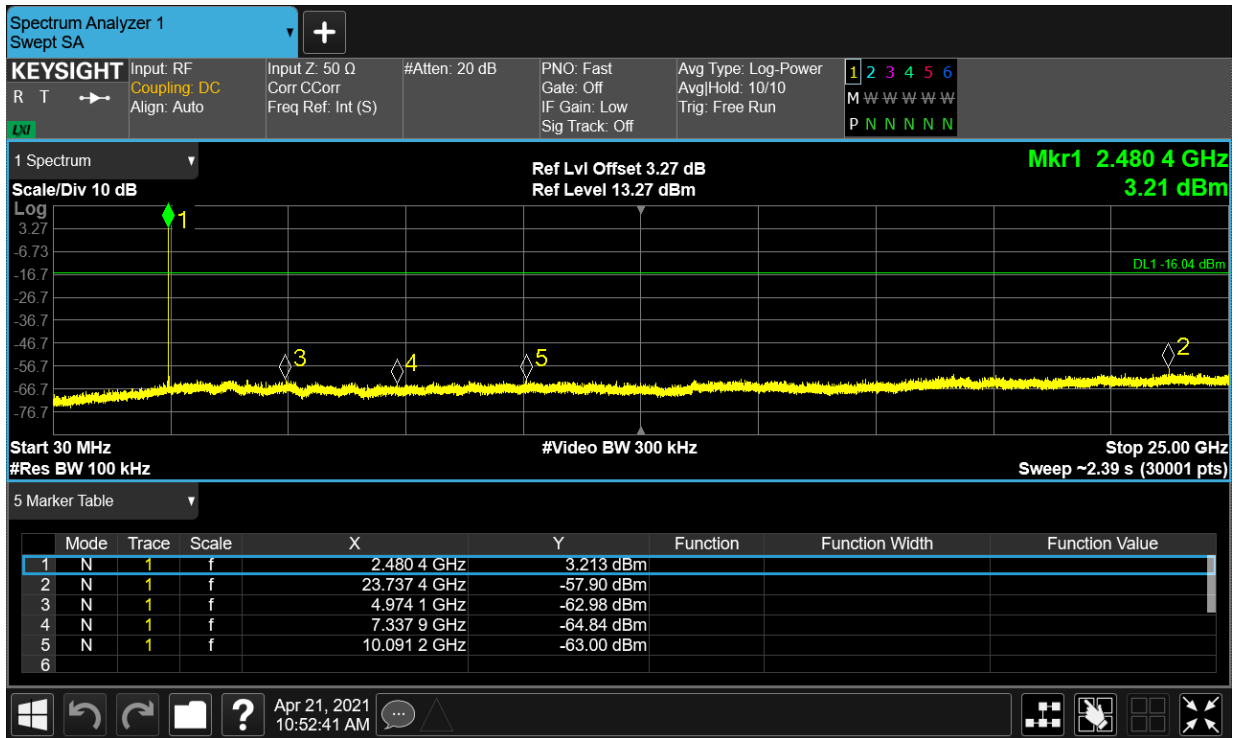 Spectrum Analyzer 1
Swept SA
+
KEYSIGHT
R T
LXI
Input: RF
Coupling: DC
Align: Auto
Input Z: 50 Ω
Corr CCorr
Freq Ref: Int (S)
#Atten: 20 dB
PNO: Fast
Gate: Off
IF Gain: Low
Sig Track: Off
Avg Type: Log-Power
Avg|Hold: 10/10
Trig: Free Run
1 2 3 4 5 6
M W W W W W
P N N N N N
1 Spectrum
Scale/Div 10 dB
Ref Lvl Offset 3.27 dB
Ref Level 13.27 dBm
Mkr1 2.480 4 GHz
3.21 dBm
Log
3.27
-6.73
-16.7
-26.7
-36.7
-46.7
-56.7
-66.7
-76.7
1
DL1 -16.04 dBm
3
4
5
2
Start 30 MHz
#Res BW 100 kHz
#Video BW 300 kHz
Stop 25.00 GHz
Sweep ~2.39 s (30001 pts)
5 Marker Table
Mode Trace Scale X Y Function Function Width Function Value
1 N 1 f 2.480 4 GHz 3.213 dBm
2 N 1 f 23.737 4 GHz -57.90 dBm
3 N 1 f 4.974 1 GHz -62.98 dBm
4 N 1 f 7.337 9 GHz -64.84 dBm
5 N 1 f 10.091 2 GHz -63.00 dBm
6
?
Apr 21, 2021
10:52:41 AM